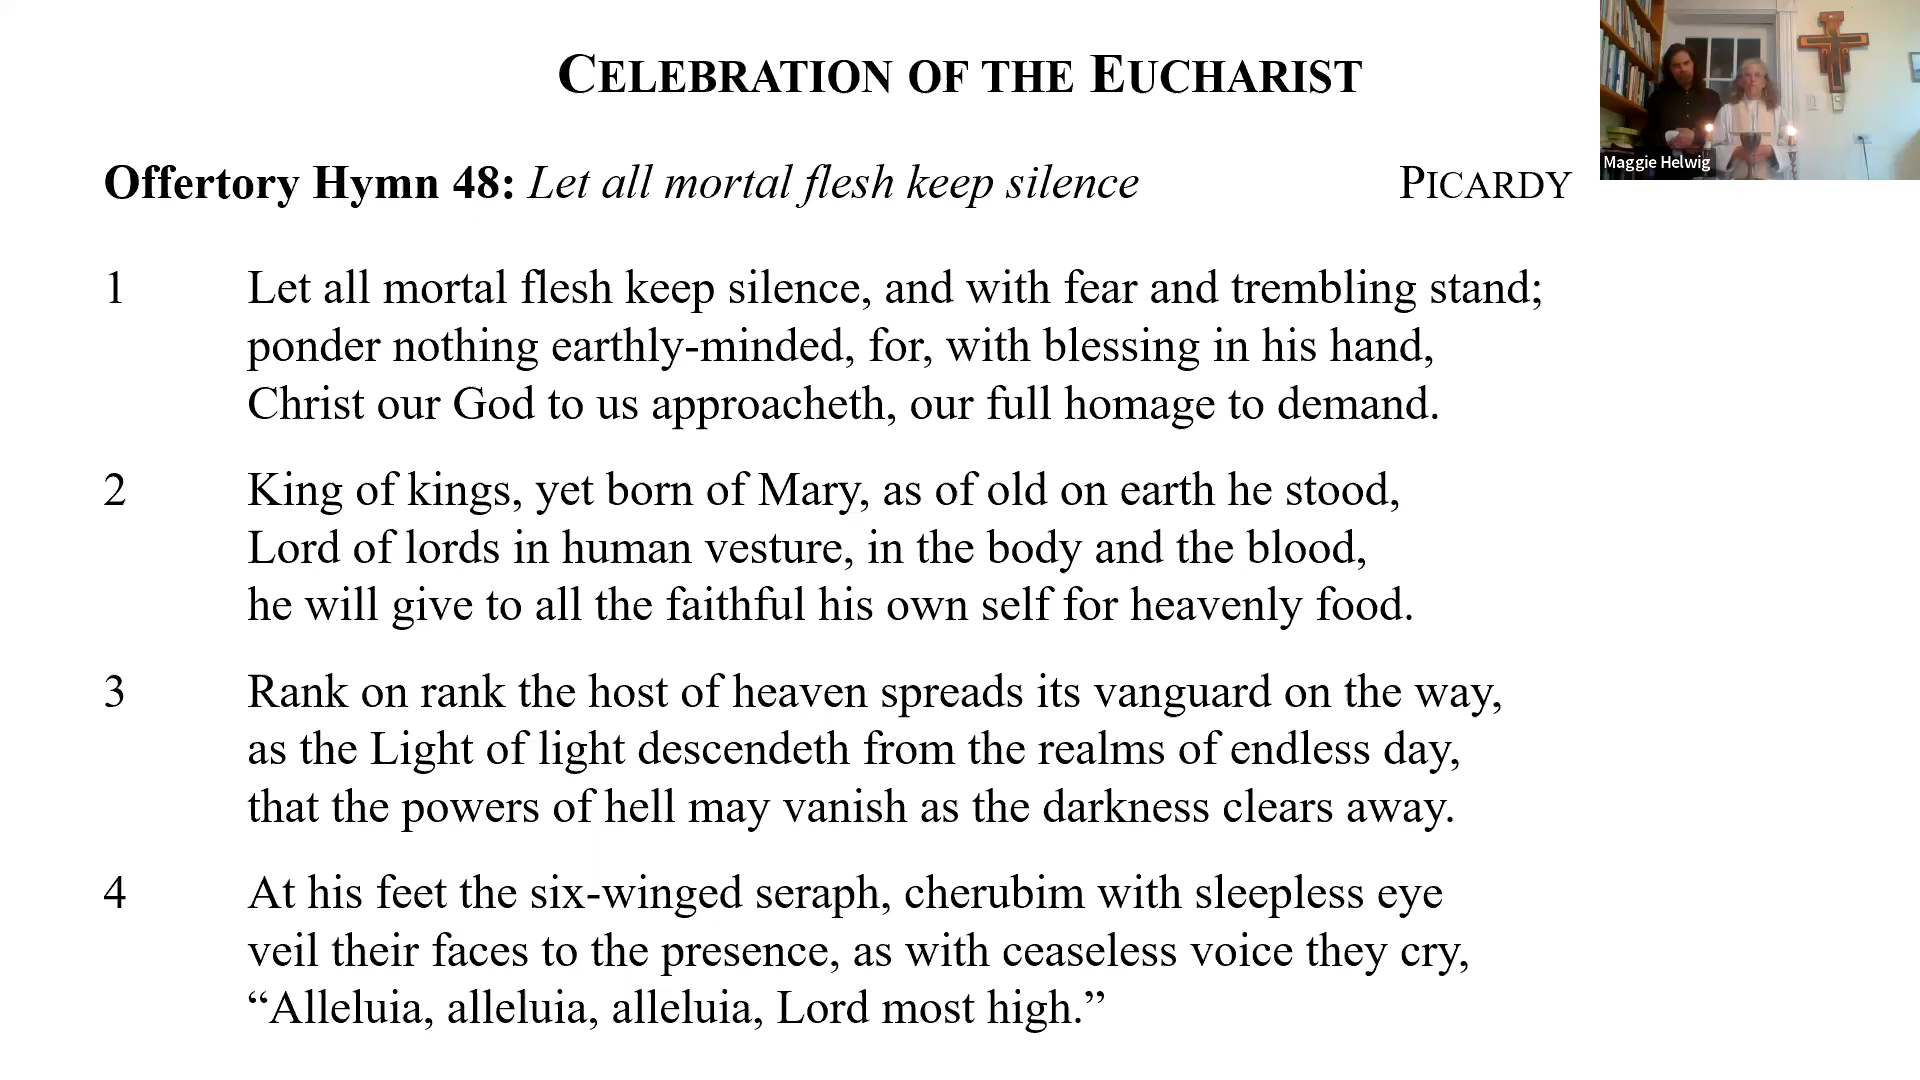 CELEBRATION OF THE EUCHARIST
Offertory Hymn 48: Let all mortal flesh keep silence PICARDY
Maggie Helwig
1 Let all mortal flesh keep silence, and with fear and trembling stand;
ponder nothing earthly-minded, for, with blessing in his hand,
Christ our God to us approacheth, our full homage to demand.
2 King of kings, yet born of Mary, as of old on earth he stood,
Lord of lords in human vesture, in the body and the blood,
he will give to all the faithful his own self for heavenly food.
3 Rank on rank the host of heaven spreads its vanguard on the way,
as the Light of light descendeth from the realms of endless day,
that the powers of hell may vanish as the darkness clears away.
4 At his feet the six-winged seraph, cherubim with sleepless eye
veil their faces to the presence, as with ceaseless voice they cry,
“Alleluia, alleluia, alleluia, Lord most high.”